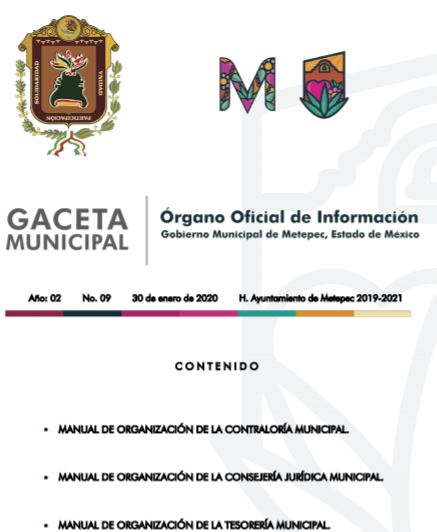 SOLIDARIDAD
UNIDAD
PARTICIPACIÓN
M
GACETA
MUNICIPAL
Órgano Oficial de Información
Gobierno Municipal de Metepec, Estado de México
Año: 02 No. 09 30 de enero de 2020 H. Ayuntamiento de Metepec 2019-2021
CONTENIDO
• MANUAL DE ORGANIZACIÓN DE LA CONTRALORÍA MUNICIPAL.
• MANUAL DE ORGANIZACIÓN DE LA CONSEJERÍA JURÍDICA MUNICIPAL.
• MANUAL DE ORGANIZACIÓN DE LA TESORERÍA MUNICIPAL.